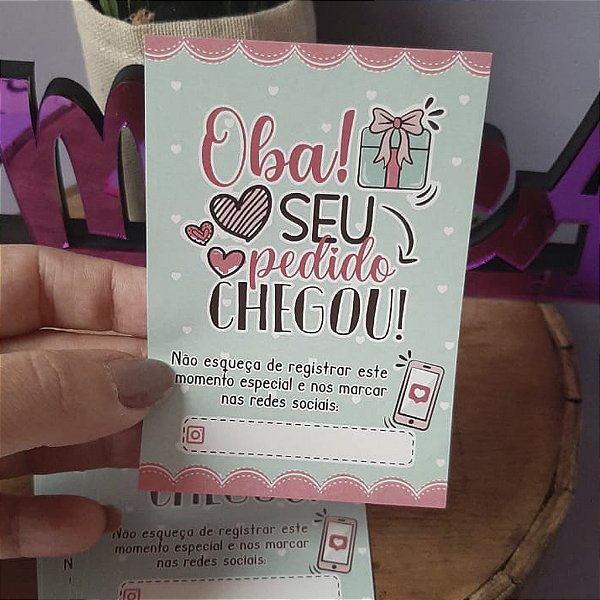 Oba!
SEU
pedido
CHEGOU!
Não esqueça de registrar este
momento especial e nos marcar
nas redes sociais:
CHEGOU!
Não esqueça de registrar este
momento especial e nos marcar
nas redes sociais: